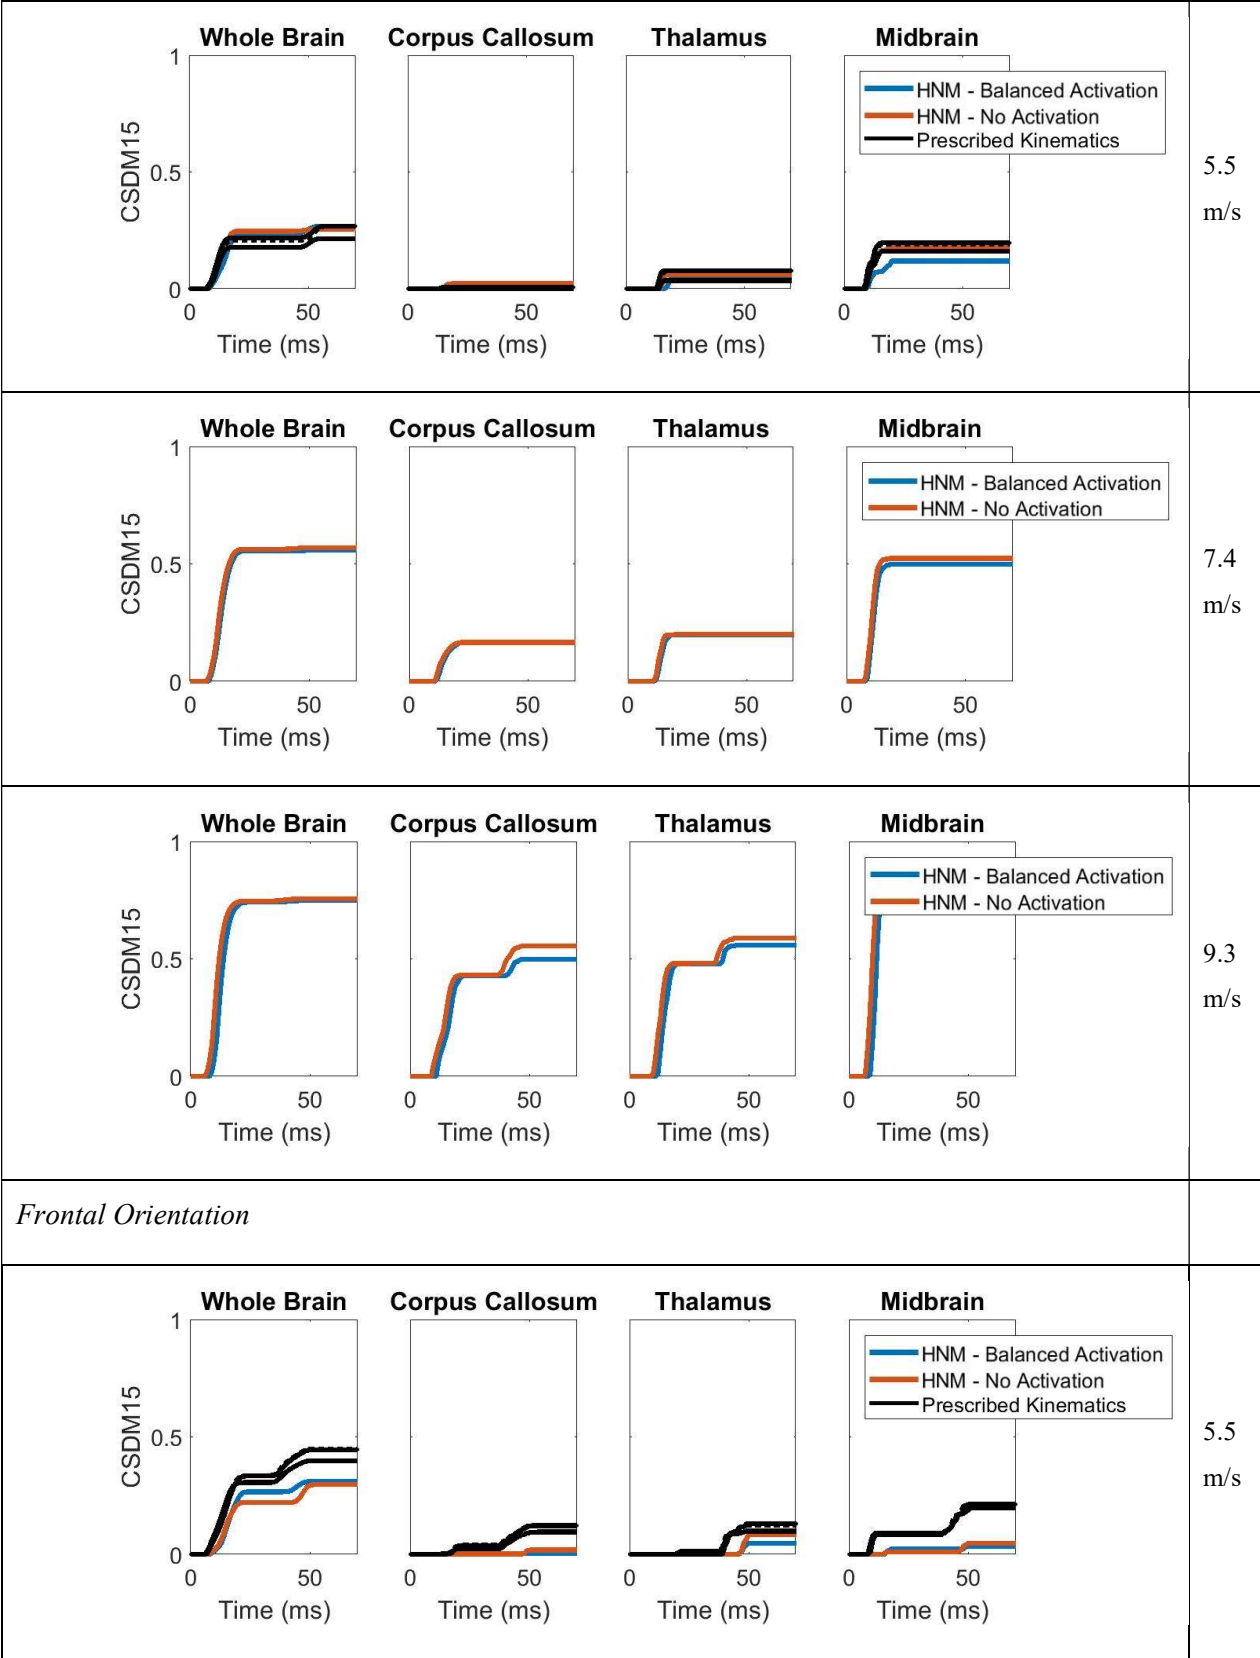 Whole Brain Corpus Callosum Thalamus Midbrain
1
HNM - Balanced Activation
HNM - No Activation
Prescribed Kinematics
CSDM15
0.5
5.5
m/s
0
0 50 0 50 0 50 0 50
Time (ms) Time (ms) Time (ms) Time (ms)
Whole Brain Corpus Callosum Thalamus Midbrain
1
HNM - Balanced Activation
HNM - No Activation
CSDM15
0.5
7.4
m/s
0
0 50 0 50 0 50 0 50
Time (ms) Time (ms) Time (ms) Time (ms)
Whole Brain Corpus Callosum Thalamus Midbrain
1
HNM - Balanced Activation
HNM - No Activation
CSDM15
0.5
9.3
m/s
0
0 50 0 50 0 50 0 50
Time (ms) Time (ms) Time (ms) Time (ms)
Frontal Orientation
Whole Brain Corpus Callosum Thalamus Midbrain
1
HNM - Balanced Activation
HNM - No Activation
Prescribed Kinematics
CSDM15
0.5
5.5
m/s
0
0 50 0 50 0 50 0 50
Time (ms) Time (ms) Time (ms) Time (ms)